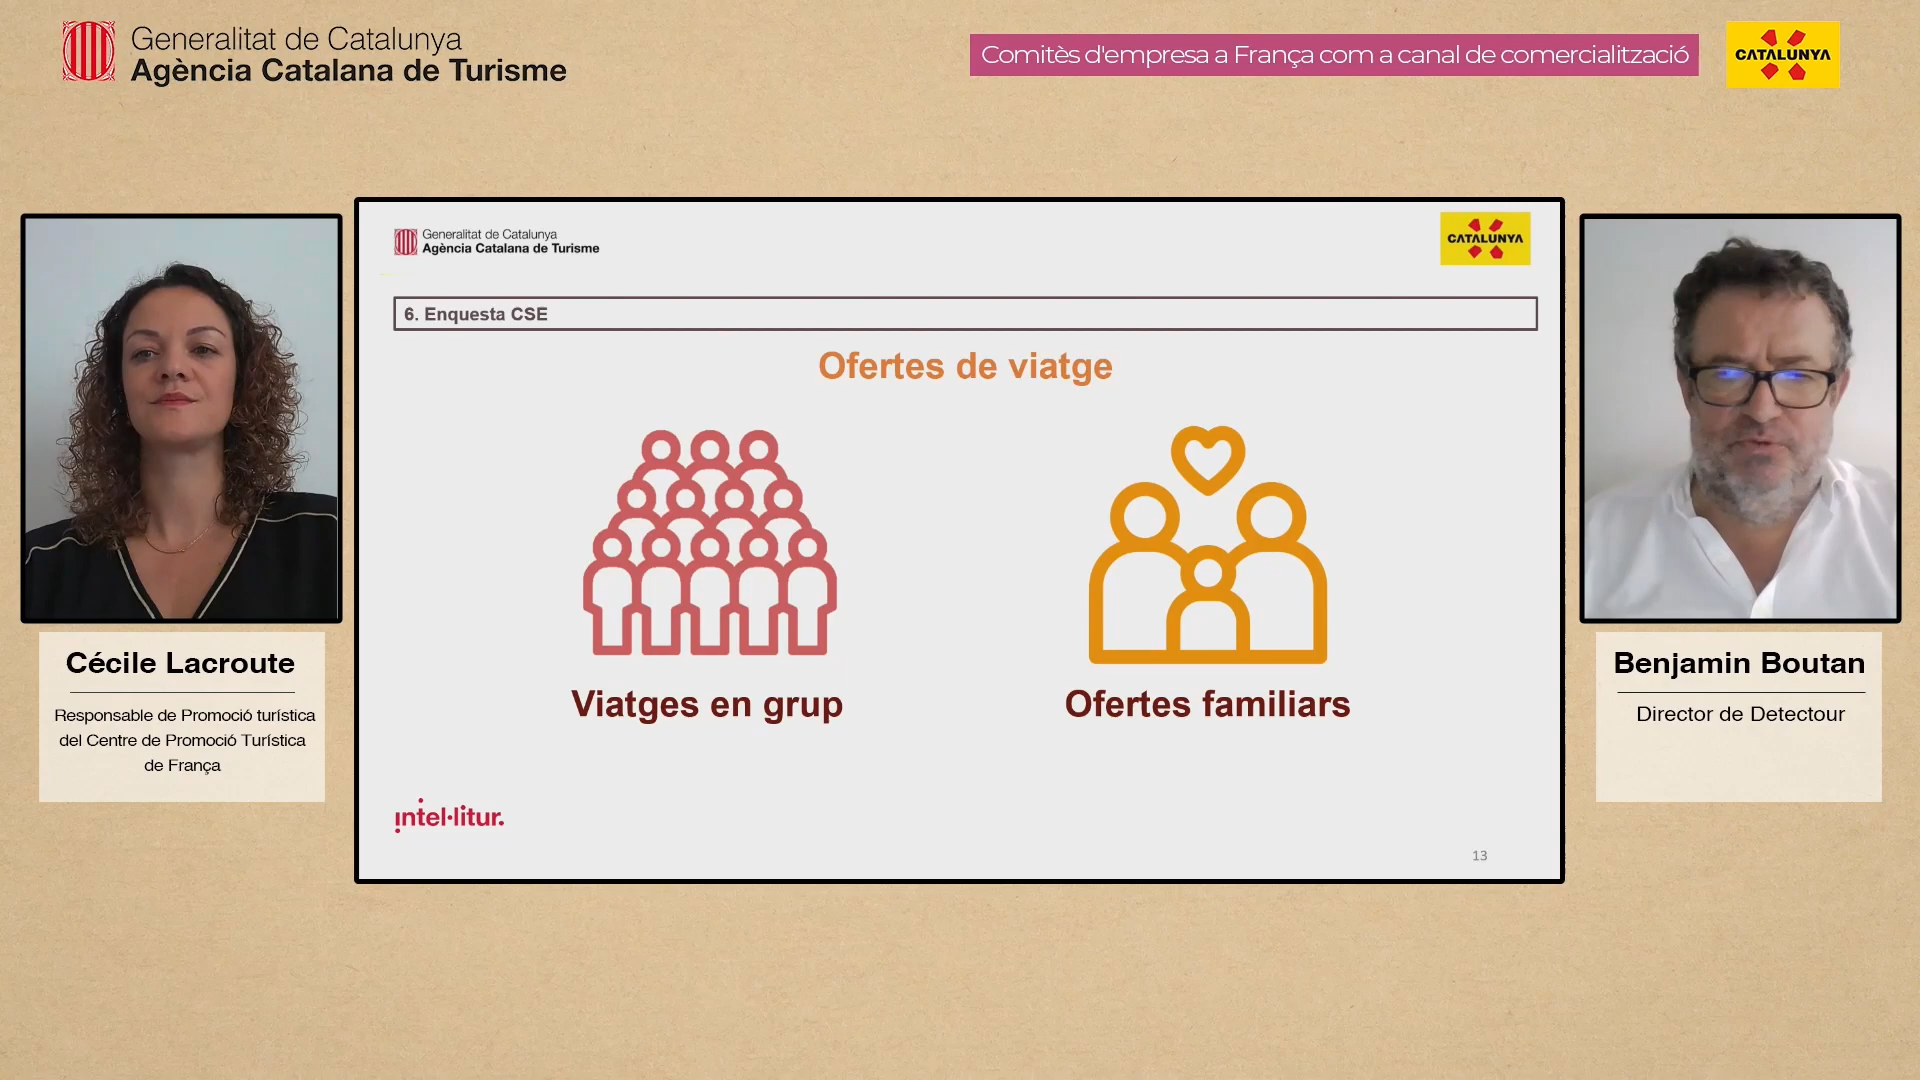 Generalitat de Catalunya
Agència Catalana de Turisme
Comitès d'empresa a França com a canal de comercialització
CATALUNYA
Generalitat de Catalunya
Agència Catalana de Turisme
CATALUNYA
6. Enquesta CSE
Ofertes de viatge
Viatges en grup
Ofertes familiars
intel·litur.
13
Cécile Lacroute
Responsable de Promoció turística
del Centre de Promoció Turística
de França
Benjamin Boutan
Director de Detectour